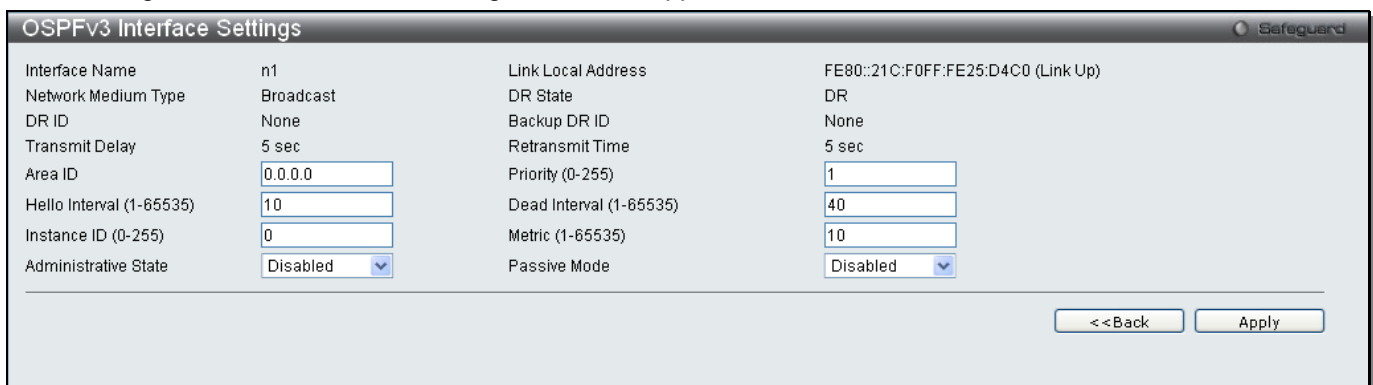 OSPFv3 Interface Settings Safeguard
Interface Name n1 Link Local Address FE80::21C:F0FF:FE25:D4C0 (Link Up)
Network Medium Type Broadcast DR State DR
DR ID None Backup DR ID None
Transmit Delay 5 sec Retransmit Time 5 sec
Area ID 0.0.0.0 Priority (0-255) 1
Hello Interval (1-65535) 10 Dead Interval (1-65535) 40
Instance ID (0-255) 0 Metric (1-65535) 10
Administrative State Disabled Passive Mode Disabled
<<Back Apply